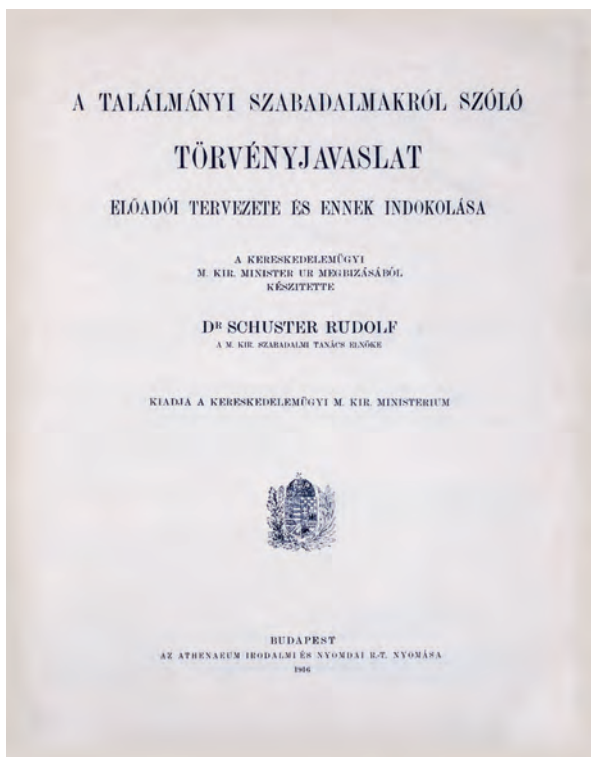 A TALÁLMÁNYI SZABADALMAKRÓL SZÓLÓ
TÖRVÉNYJAVASLAT
ELŐADÓI TERVEZETE ÉS ENNEK INDOKOLÁSA
A KERESKEDELEMÜGYI
M. KIR. MINISTER UR MEGBIZÁSÁBÓL
KÉSZITETTE
DR SCHUSTER RUDOLF
A M. KIR. SZABADALMI TANÁCS ELNÖKE
KIADJA A KERESKEDELEMÜGYI M. KIR. MINISTERIUM
BUDAPEST
AZ ATHENAEUM IRODALMI ÉS NYOMDAI R.-T. NYOMÁSA
1916